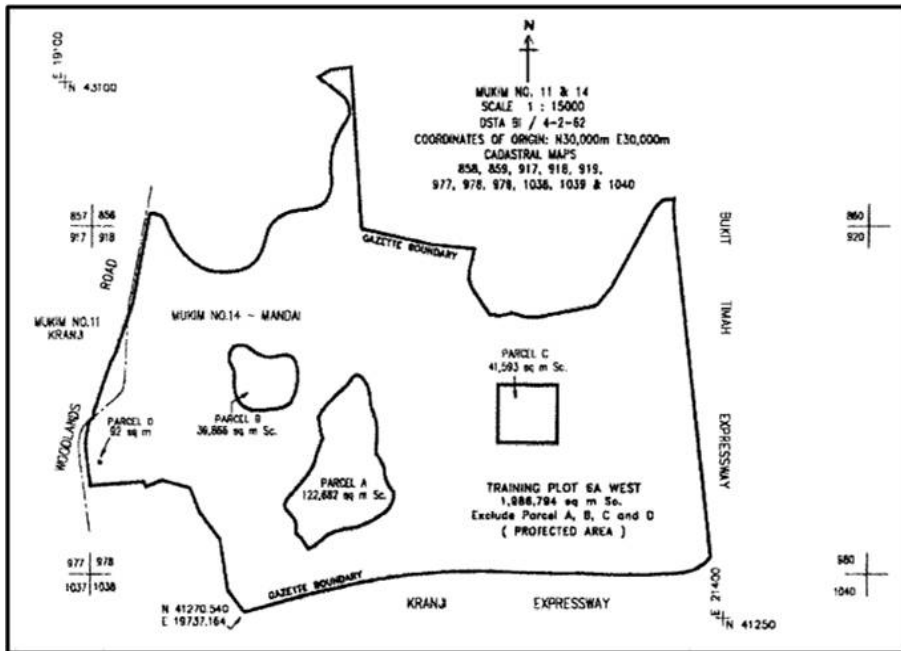 E 19100
N 43100
N
MUKIM NO. 11 & 14
SCALE 1 : 15000
DSTA BI / 4-2-62
COORDINATES OF ORIGIN: N30,000m E30,000m
CADASTRAL MAPS
858, 859, 917, 918, 919,
977, 978, 979, 1038, 1039 & 1040
857 856
917 918
860
920
GAZETTE BOUNDARY
BUKIT TIMAH EXPRESSWAY
WOODLANDS ROAD
MUKIM NO.11
KRANJI
MUKIM NO.14 ~ MANDAI
PARCEL C
41,593 sq m Sc.
PARCEL B
sq m Sc.
PARCEL D
92 sq m
PARCEL A
122,682 sq m Sc.
TRAINING PLOT 6A WEST
1,986,794 sq m Sc.
Exclude Parcel A, B, C and D
( PROTECTED AREA )
977 978
1037 1038
980
1040
GAZETTE BOUNDARY
KRANJI EXPRESSWAY
N 41270.540
E 19737.164
E 21400
N 41250